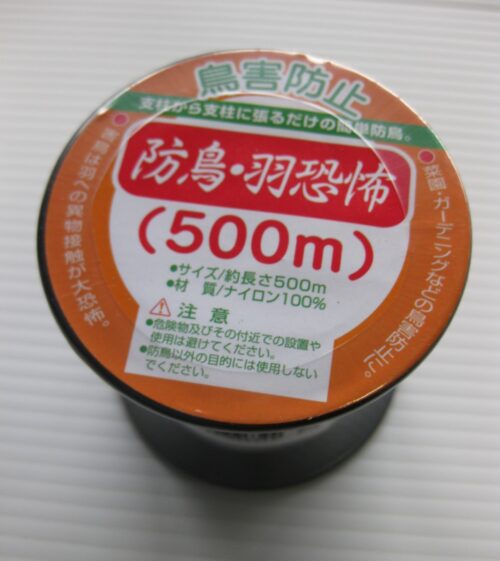 鳥害防止
支柱から支柱に張るだけの簡単防鳥。
防鳥・羽恐怖
(500m)
●サイズ/約長さ500m
●材 質/ナイロン100%
⚠注 意
●危険物及びその付近での設置や
使用は避けてください。
●防鳥以外の目的には使用しない
でください。
●害鳥は羽への異物接触が大恐怖。
●菜園・ガーデニングなどの鳥害防止に。